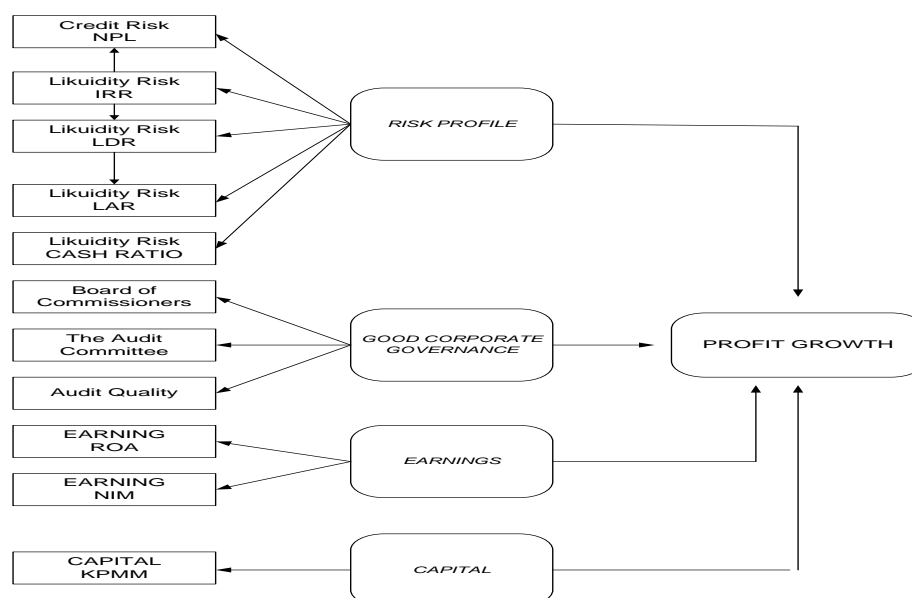 Credit Risk
NPL
Likuidity Risk
IRR
Likuidity Risk
LDR
Likuidity Risk
LAR
Likuidity Risk
CASH RATIO
Board of
Commissioners
The Audit
Committee
Audit Quality
EARNING
ROA
EARNING
NIM
CAPITAL
KPMM
RISK PROFILE
GOOD CORPORATE
GOVERNANCE
EARNINGS
CAPITAL
PROFIT GROWTH